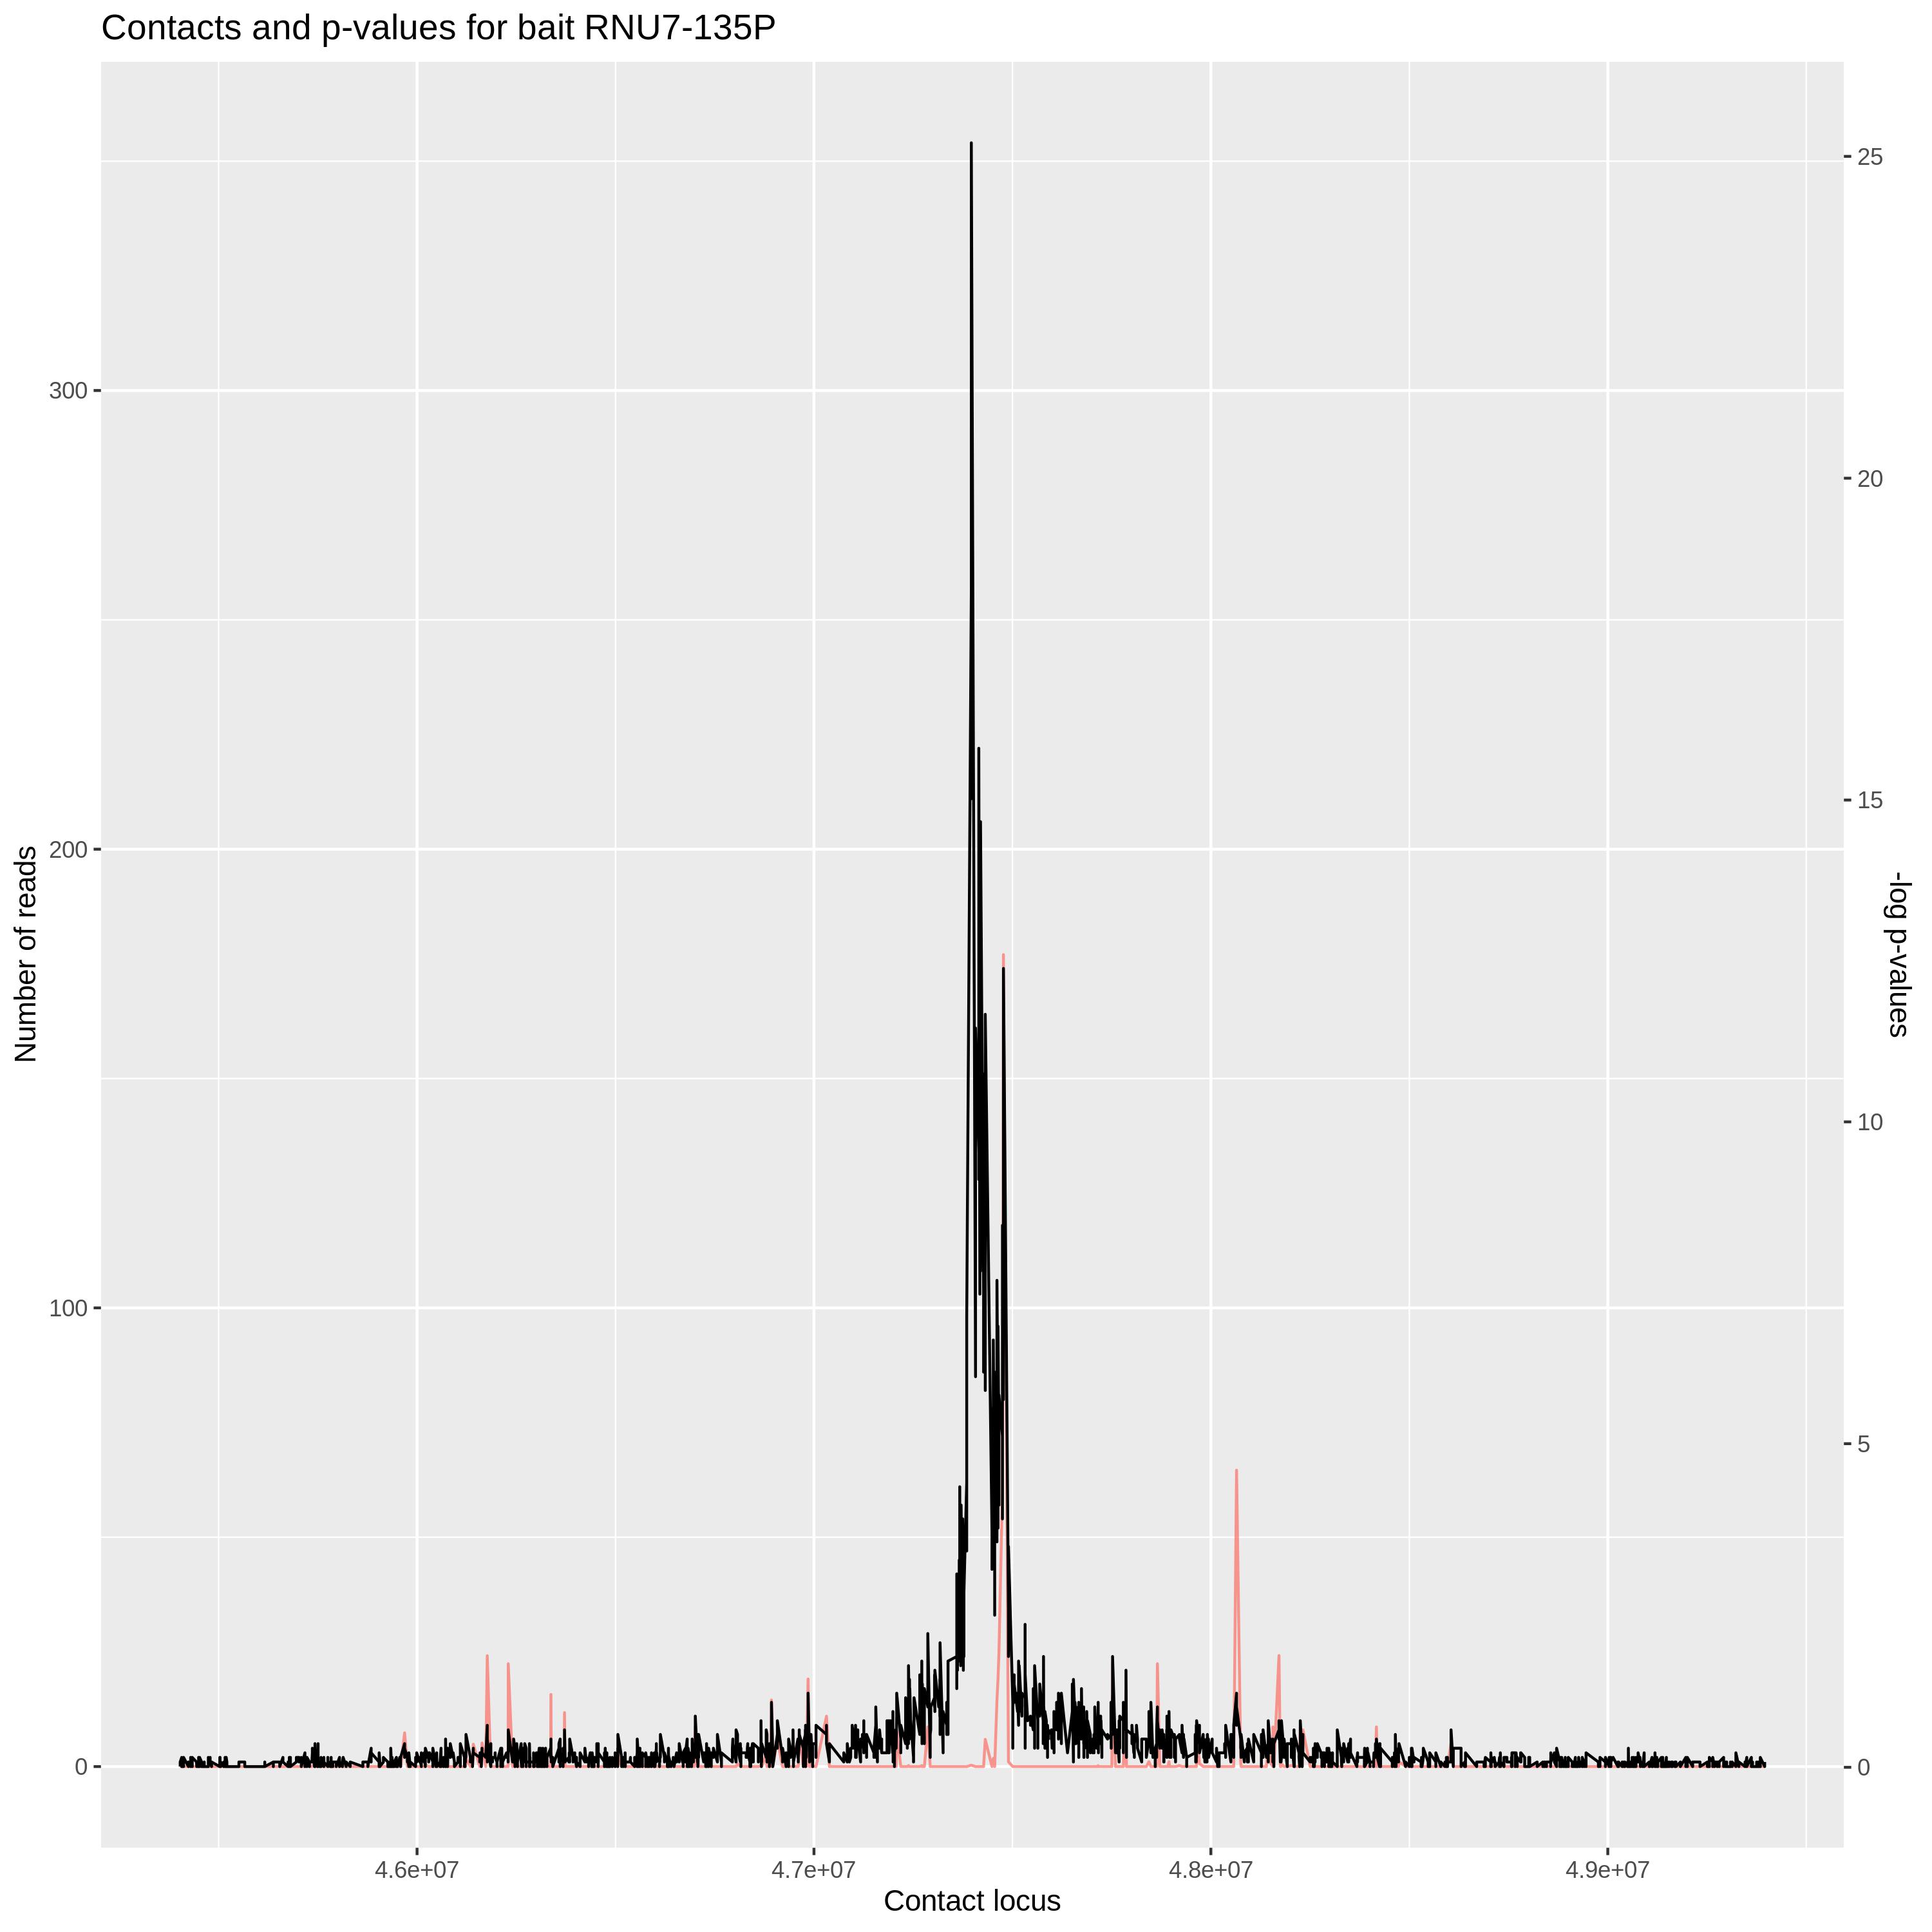 Contacts and p-values for bait RNU7-135P
Number of reads
300
200
100
0
25
20
15
10
5
0
-log p-values
4.6e+07 4.7e+07 4.8e+07 4.9e+07
Contact locus